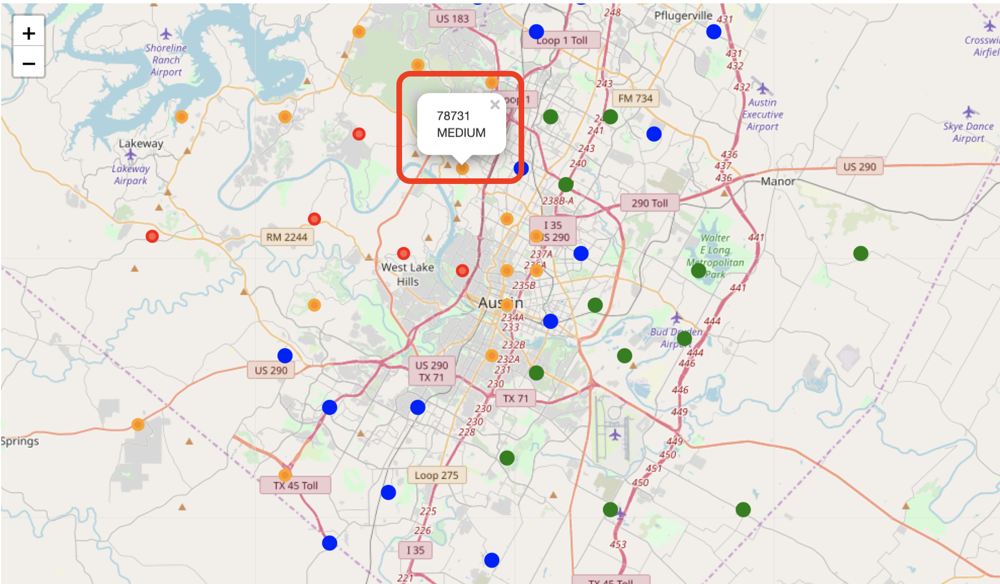 US 183
248
Pflugerville
431
+
Shoreline
Ranch
Airport
Loop 1 Toll
Crosswi
Airfiel
431
432
−
243
432
oop 1
FM 734
Austin
Executive
Airport
78731
MEDIUM
×
24
241
Skye Dance
Airport
Lakeway
Lakeway
Airpark
243
240
436
437
436
US 290
Manor
238B-A
290 Toll
I 35
US 290
RM 2244
441
Walter
E Long
Metropolitan
Park
237A
236A
West Lake
Hills
235B
441
Austin
234A
233
444
Bud Dryden
Airport
232B
444
232A
446
231
US 290
US 290
TX 71
230
446
TX 71
230
449
230
228
449
Springs
450
451
Loop 275
450
TX 45 Toll
225
226
453
I 35
221
TX 45 Toll